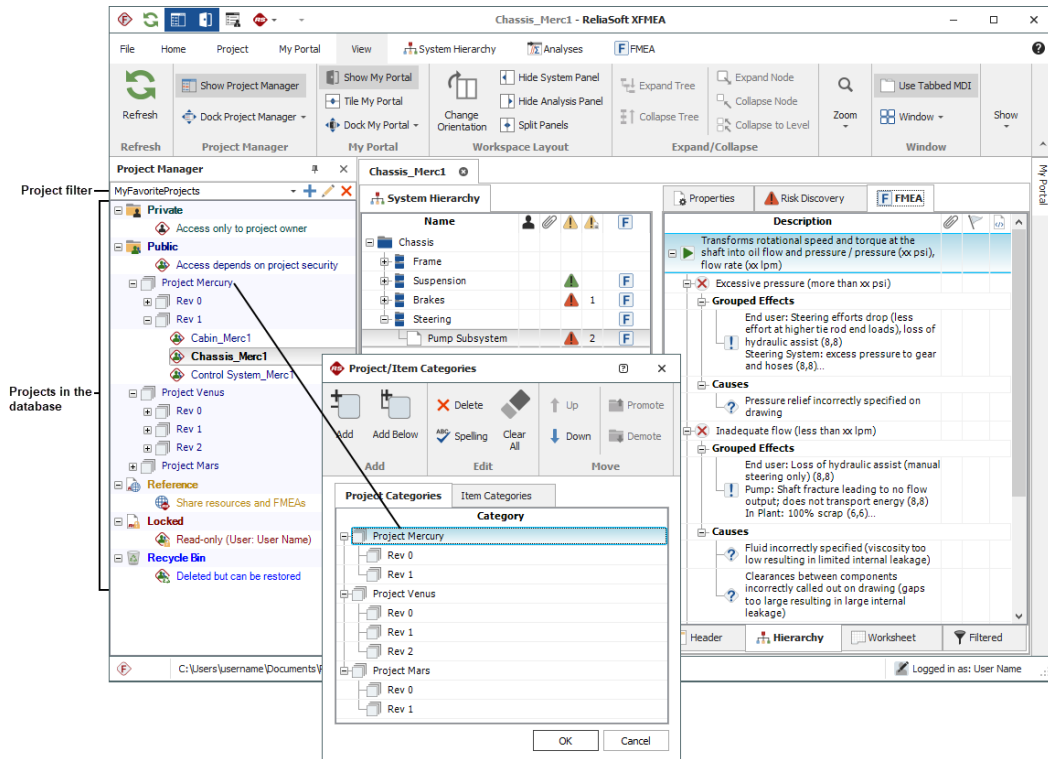 Chassis_Merc1 - ReliaSoft XFMEA
File Home Project My Portal View System Hierarchy Analyses F FMEA
Refresh
Show Project Manager
Dock Project Manager
Show My Portal
Tile My Portal
Dock My Portal
Change Orientation
Hide System Panel
Hide Analysis Panel
Split Panels
Expand Tree
Collapse Tree
Expand Node
Collapse Node
Collapse to Level
Zoom
Use Tabbed MDI
Window
Show
Refresh Project Manager My Portal Workspace Layout Expand/Collapse Window
My Portal
Project Manager
Project filter
MyFavoriteProjects
Projects in the
database
Private
Access only to project owner
Public
Access depends on project security
Project Mercury
Rev 0
Rev 1
Cabin_Merc1
Chassis_Merc1
Control System_Merc1
Project Venus
Rev 0
Rev 1
Rev 2
Project Mars
Reference
Share resources and FMEAs
Locked
Read-only (User: User Name)
Recycle Bin
Deleted but can be restored
Chassis_Merc1
System Hierarchy
Name F
Chassis
Frame
Suspension F
Brakes 1 F
Steering F
Pump Subsystem 2 F
Properties Risk Discovery F FMEA
Description
Transforms rotational speed and torque at the
shaft into oil flow and pressure / pressure (xx psi),
flow rate (xx lpm)
Excessive pressure (more than xx psi)
Grouped Effects
End user: Steering efforts drop (less
effort at higher tie rod end loads), loss of
hydraulic assist (8,8)
Steering System: excess pressure to gear
and hoses (8,8)...
Causes
Pressure relief incorrectly specified on
drawing
Inadequate flow (less than xx lpm)
Grouped Effects
End user: Loss of hydraulic assist (manual
steering only) (8,8)
Pump: Shaft fracture leading to no flow
output; does not transport energy (8,8)
In Plant: 100% scrap (6,6)...
Causes
Fluid incorrectly specified (viscosity too
low resulting in limited internal leakage)
Clearances between components
incorrectly called out on drawing (gaps
too large resulting in large internal
leakage)
Header Hierarchy Worksheet Filtered
Project/Item Categories
Add
Add Below
Delete
ABC Spelling
Clear
All
Up
Down
Promote
Demote
Add Edit Move
Project Categories Item Categories
Category
Project Mercury
Rev 0
Rev 1
Project Venus
Rev 0
Rev 1
Rev 2
Project Mars
Rev 0
Rev 1
OK Cancel
C:\Users\username\Documents\
Logged in as: User Name